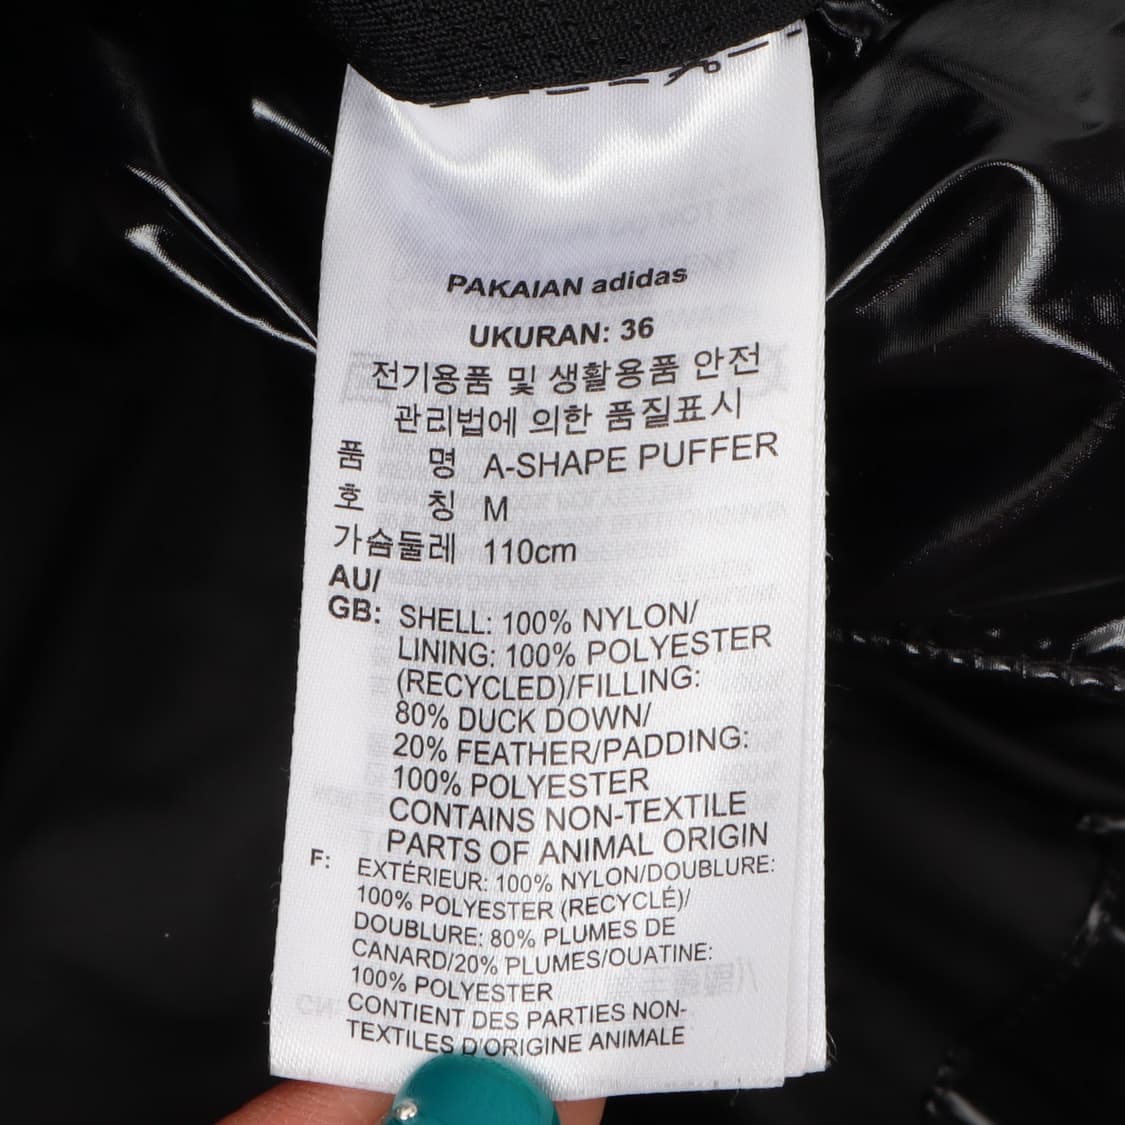 PAKAIAN adidas
UKURAN: 36
전기용품 및 생활용품 안전
관리법에 의한 품질표시
품 명 A-SHAPE PUFFER
호 칭 M
가슴둘레 110cm
AU/
GB: SHELL: 100% NYLON/
LINING: 100% POLYESTER
(RECYCLED)/FILLING:
80% DUCK DOWN/
20% FEATHER/PADDING:
100% POLYESTER
CONTAINS NON-TEXTILE
PARTS OF ANIMAL ORIGIN
F: EXTÉRIEUR: 100% NYLON/DOUBLURE:
100% POLYESTER (RECYCLÉ)/
DOUBLURE: 80% PLUMES DE
CANARD/20% PLUMES/OUATINE:
100% POLYESTER
CONTIENT DES PARTIES NON-
TEXTILES D'ORIGINE ANIMALE